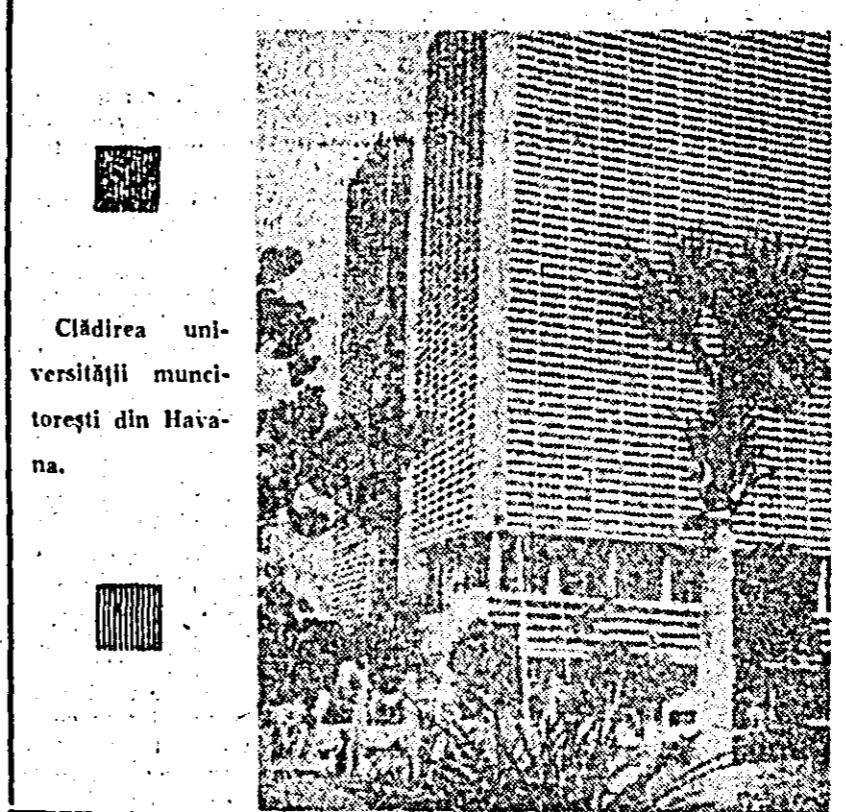 Clădirea uni-
versității munci-
torești din Hava-
na.